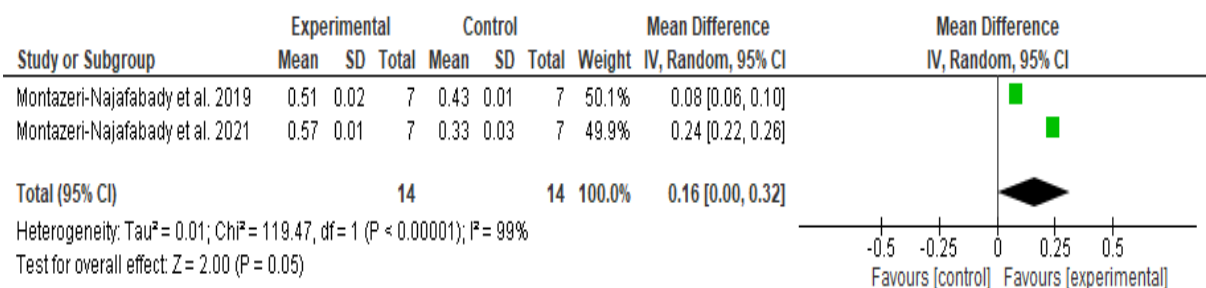 Experimental Control Mean Difference Mean Difference
Study or Subgroup Mean SD Total Mean SD Total Weight IV, Random, 95% CI IV, Random, 95% CI
Montazeri-Najafabady et al. 2019 0.51 0.02 7 0.43 0.01 7 50.1% 0.08 [0.06, 0.10]
Montazeri-Najafabady et al. 2021 0.57 0.01 7 0.33 0.03 7 49.9% 0.24 [0.22, 0.26]
Total (95% CI) 14 14 100.0% 0.16 [0.00, 0.32]
Heterogeneity: Tau² = 0.01; Chi² = 119.47, df = 1 (P < 0.00001); I² = 99%
Test for overall effect: Z = 2.00 (P = 0.05)
-0.5 -0.25 0 0.25 0.5
Favours [control] Favours [experimental]